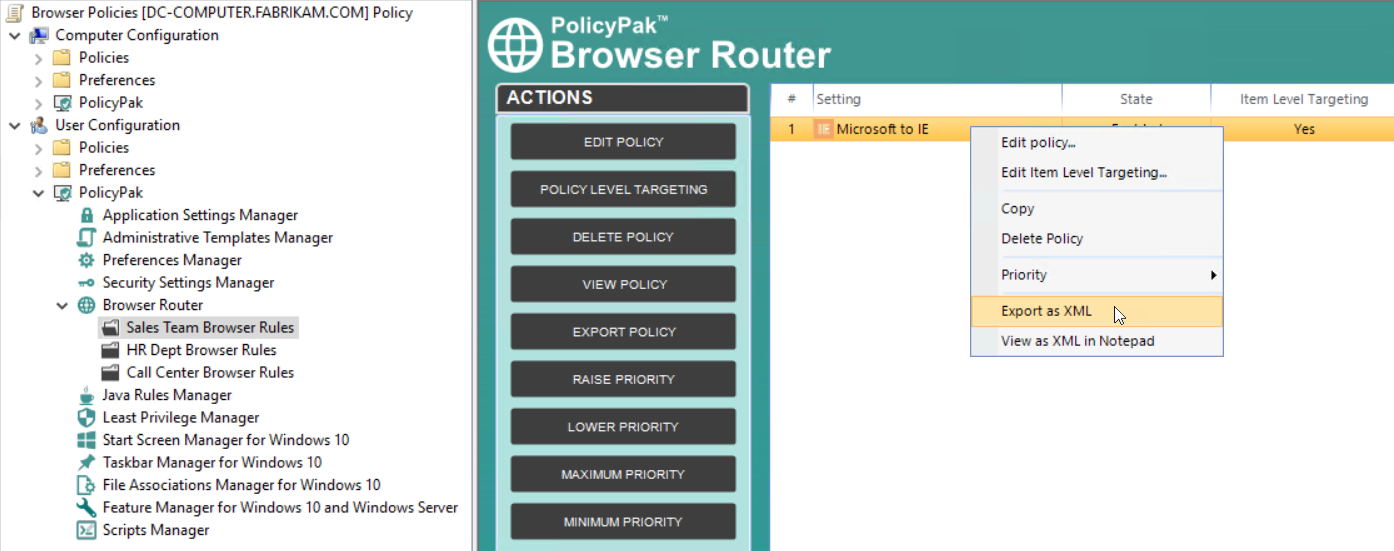 Browser Policies [DC-COMPUTER.FABRIKAM.COM] Policy
Computer Configuration
Policies
Preferences
PolicyPak
User Configuration
Policies
Preferences
PolicyPak
Application Settings Manager
Administrative Templates Manager
Preferences Manager
Security Settings Manager
Browser Router
Sales Team Browser Rules
HR Dept Browser Rules
Call Center Browser Rules
Java Rules Manager
Least Privilege Manager
Start Screen Manager for Windows 10
Taskbar Manager for Windows 10
File Associations Manager for Windows 10
Feature Manager for Windows 10 and Windows Server
Scripts Manager
PolicyPak™
Browser Router
ACTIONS
EDIT POLICY
POLICY LEVEL TARGETING
DELETE POLICY
VIEW POLICY
EXPORT POLICY
RAISE PRIORITY
LOWER PRIORITY
MAXIMUM PRIORITY
MINIMUM PRIORITY
# Setting State Item Level Targeting
1 IE Microsoft to IE Yes
Edit policy...
Edit Item Level Targeting...
Copy
Delete Policy
Priority
Export as XML
View as XML in Notepad